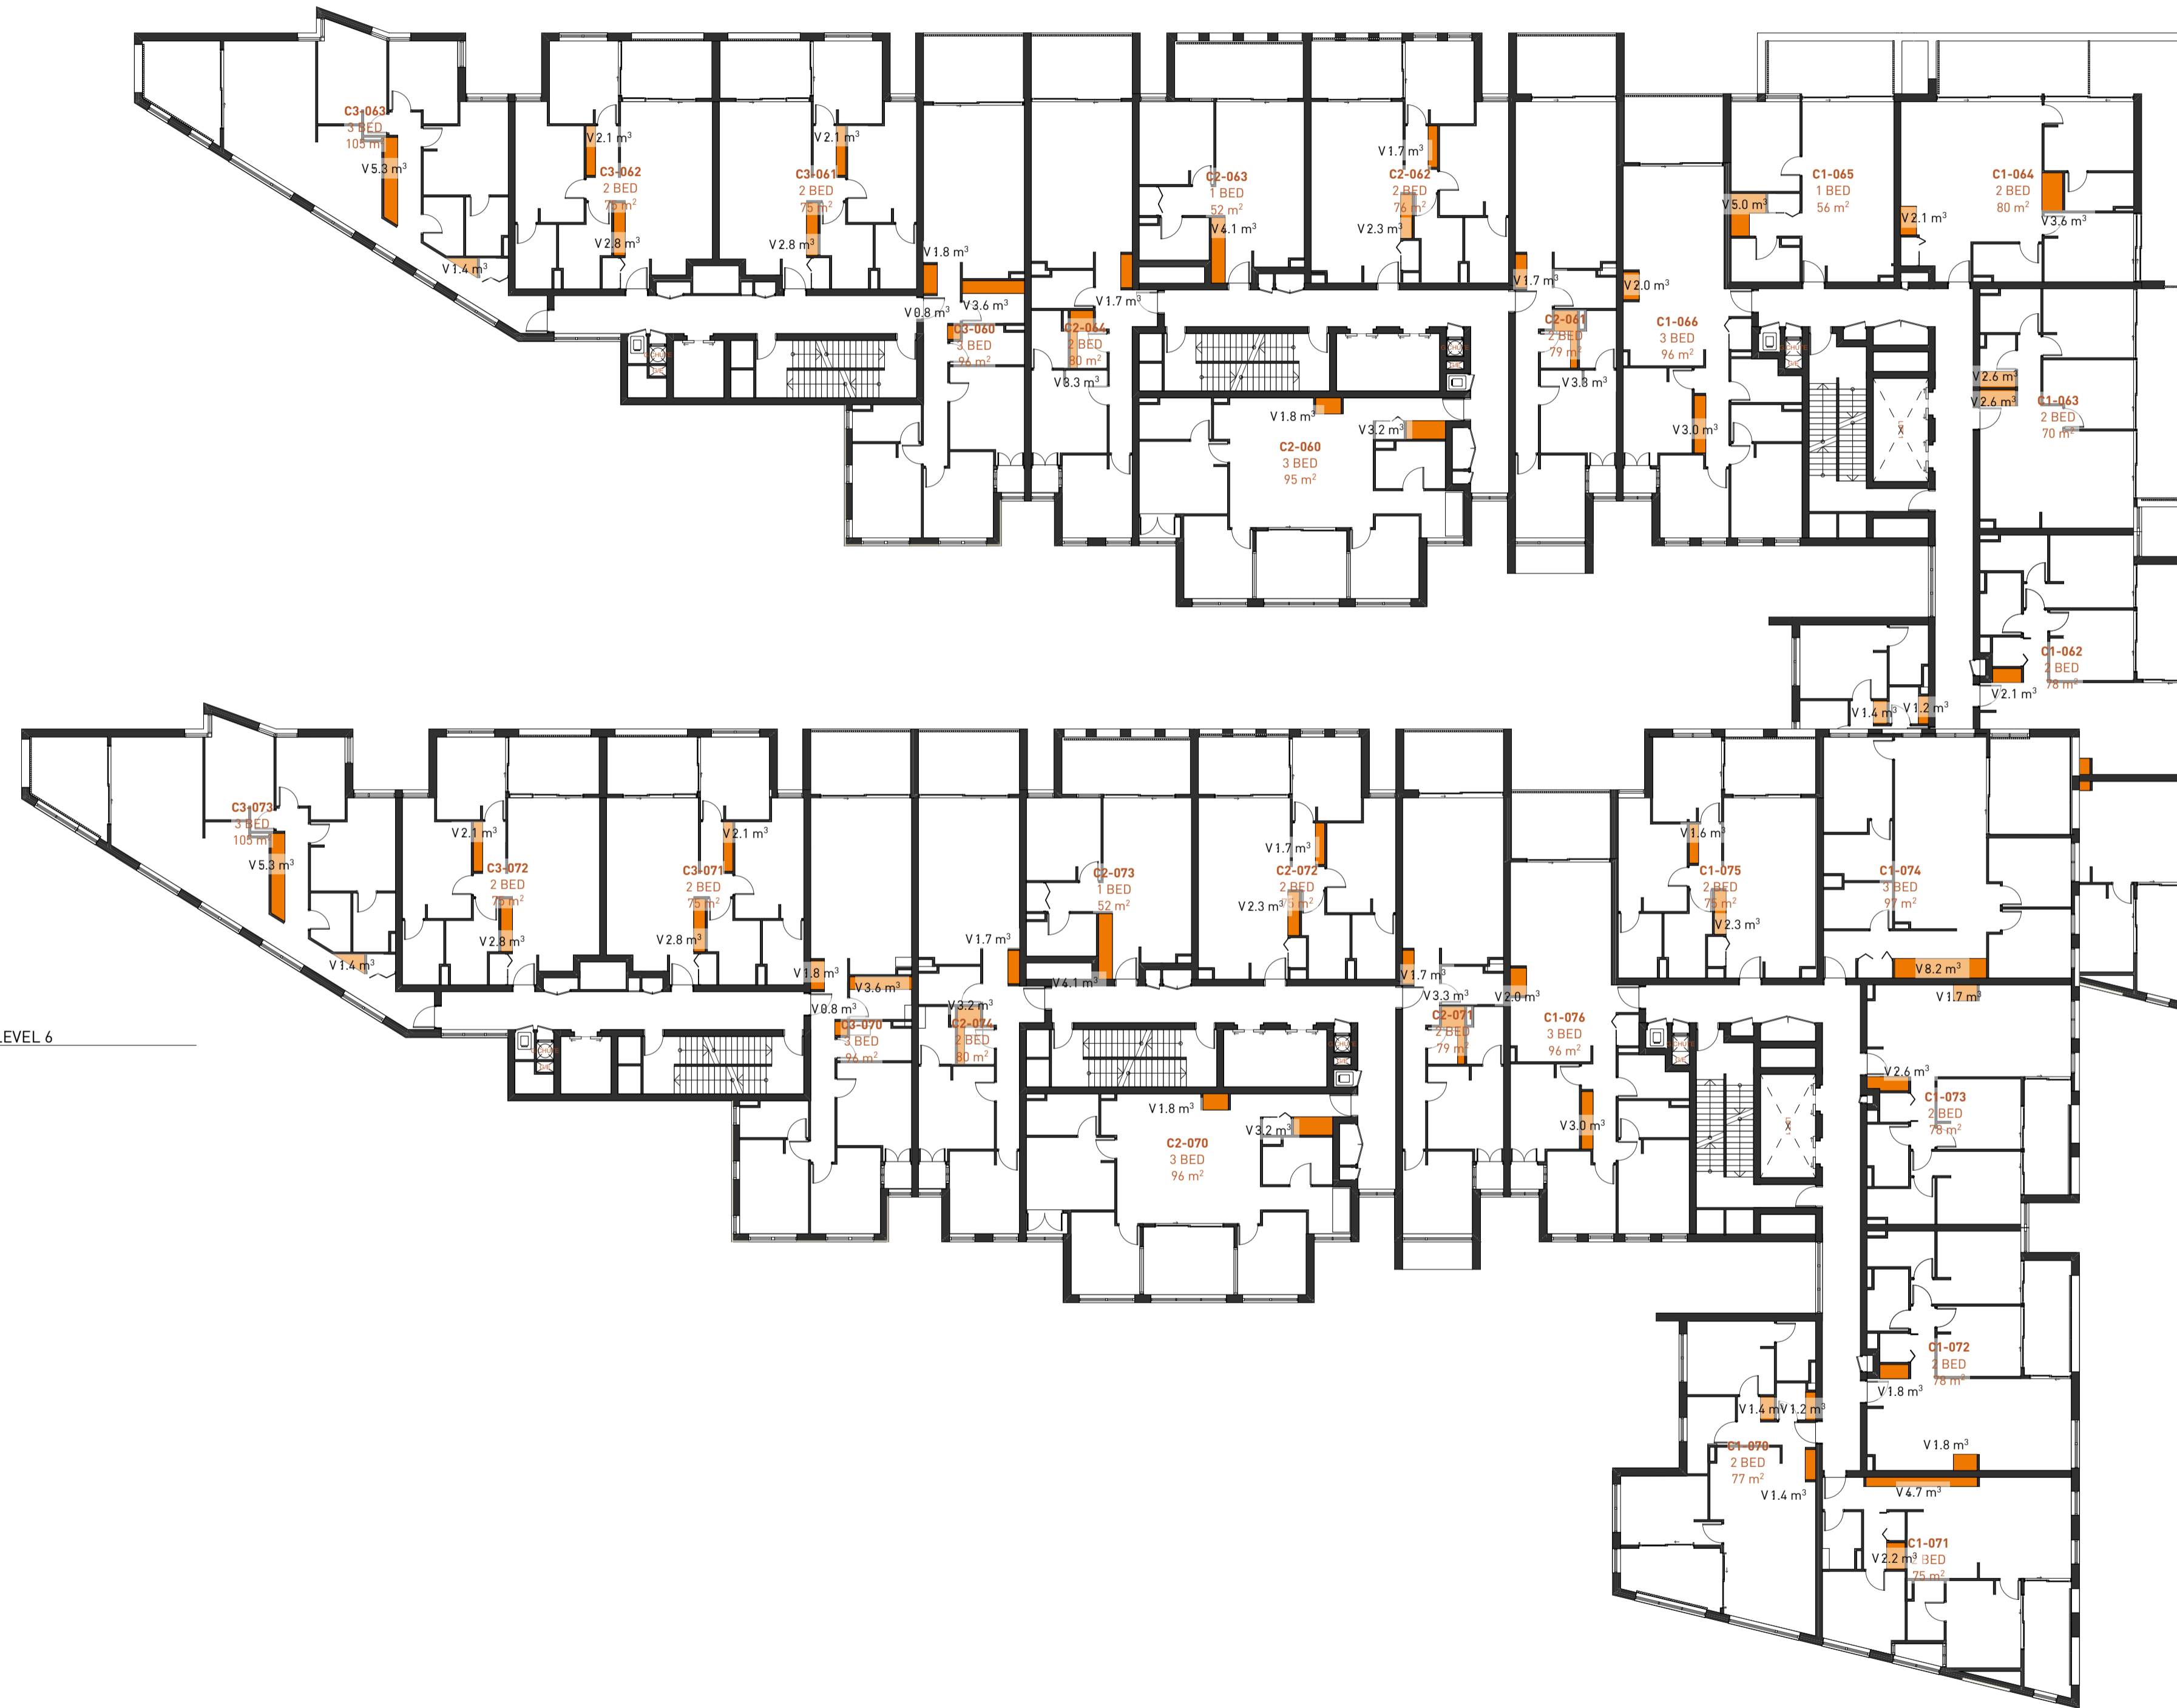 C3-063
3 BED
105 m²
V 5.3 m³
V 1.4 m³
V 2.1 m³
C3-062
2 BED
75 m²
V 2.8 m³
V 2.1 m³
C3-061
2 BED
75 m²
V 2.8 m³
V 1.8 m³
V 3.6 m³
V 0.8 m³
C3-060
3 BED
96 m²
V 1.7 m³
C2-064
2 BED
80 m²
V 3.3 m³
C2-063
1 BED
52 m²
V 4.1 m³
V 1.7 m³
C2-062
2 BED
76 m²
V 2.3 m³
V 1.8 m³
V 3.2 m³
C2-060
3 BED
95 m²
V 1.7 m³
C2-061
2 BED
79 m²
V 3.3 m³
V 2.0 m³
C1-066
3 BED
96 m²
V 3.0 m³
C1-065
1 BED
56 m²
V 5.0 m³
C1-064
2 BED
80 m²
V 2.1 m³
V 3.6 m³
V 2.6 m³
V 2.6 m³
C1-063
2 BED
70 m²
C1-062
2 BED
78 m²
V 2.1 m³
V 1.4 m³
V 1.2 m³
C3-073
3 BED
105 m²
V 5.3 m³
V 1.4 m³
V 2.1 m³
C3-072
2 BED
75 m²
V 2.8 m³
V 2.1 m³
C3-071
2 BED
75 m²
V 2.8 m³
V 1.8 m³
V 3.6 m³
V 0.8 m³
C3-070
3 BED
96 m²
V 1.7 m³
V 3.2 m³
C2-074
2 BED
80 m²
C2-073
1 BED
52 m²
V 4.1 m³
V 1.7 m³
C2-072
2 BED
75 m²
V 2.3 m³
V 1.8 m³
V 3.2 m³
C2-070
3 BED
96 m²
V 1.7 m³
V 3.3 m³
C2-071
2 BED
79 m²
V 2.0 m³
C1-076
3 BED
96 m²
V 3.0 m³
V 1.6 m³
C1-075
2 BED
75 m²
V 2.3 m³
C1-074
3 BED
97 m²
V 8.2 m³
V 1.7 m³
V 2.6 m³
C1-073
2 BED
78 m²
C1-072
2 BED
78 m²
V 1.8 m³
V 1.8 m³
V 1.4 m³
V 1.2 m³
C1-070
2 BED
77 m²
V 1.4 m³
V 4.7 m³
V 2.2 m³
C1-071
BED
75 m²
LEVEL 6